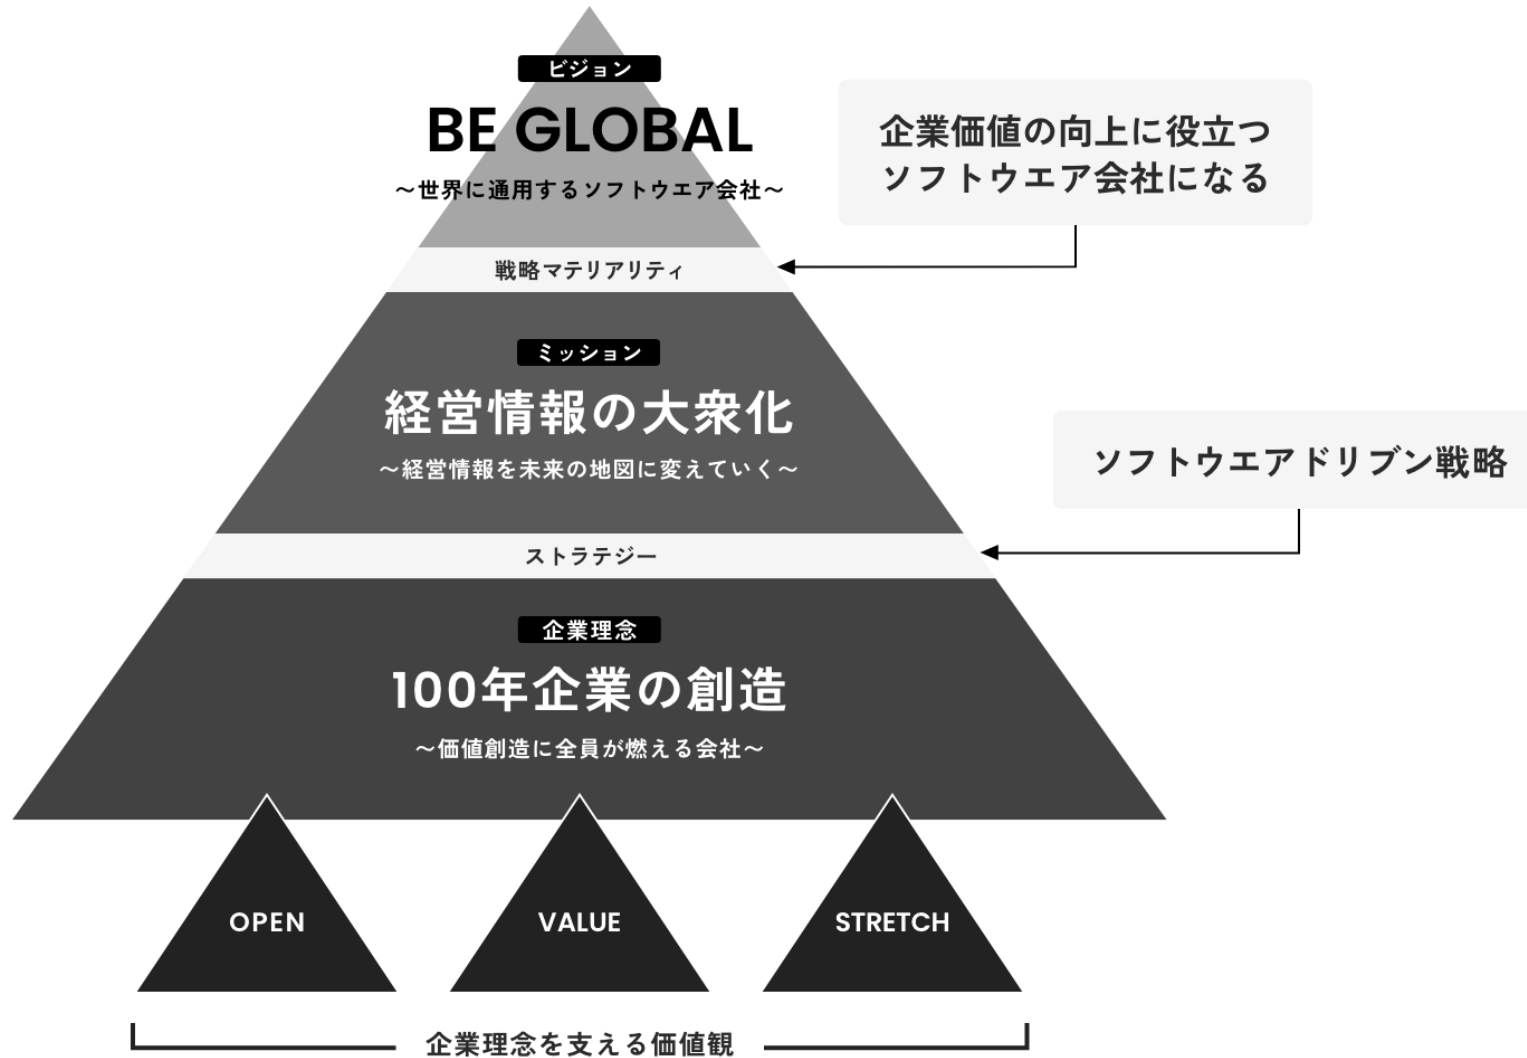 ビジョン
BE GLOBAL
～世界に通用するソフトウエア会社～
企業価値の向上に役立つ
ソフトウエア会社になる
戦略マテリアリティ
ミッション
経営情報の大衆化
～経営情報を未来の地図に変えていく～
ソフトウエアドリブン戦略
ストラテジー
企業理念
100年企業の創造
～価値創造に全員が燃える会社～
OPEN
VALUE
STRETCH
企業理念を支える価値観